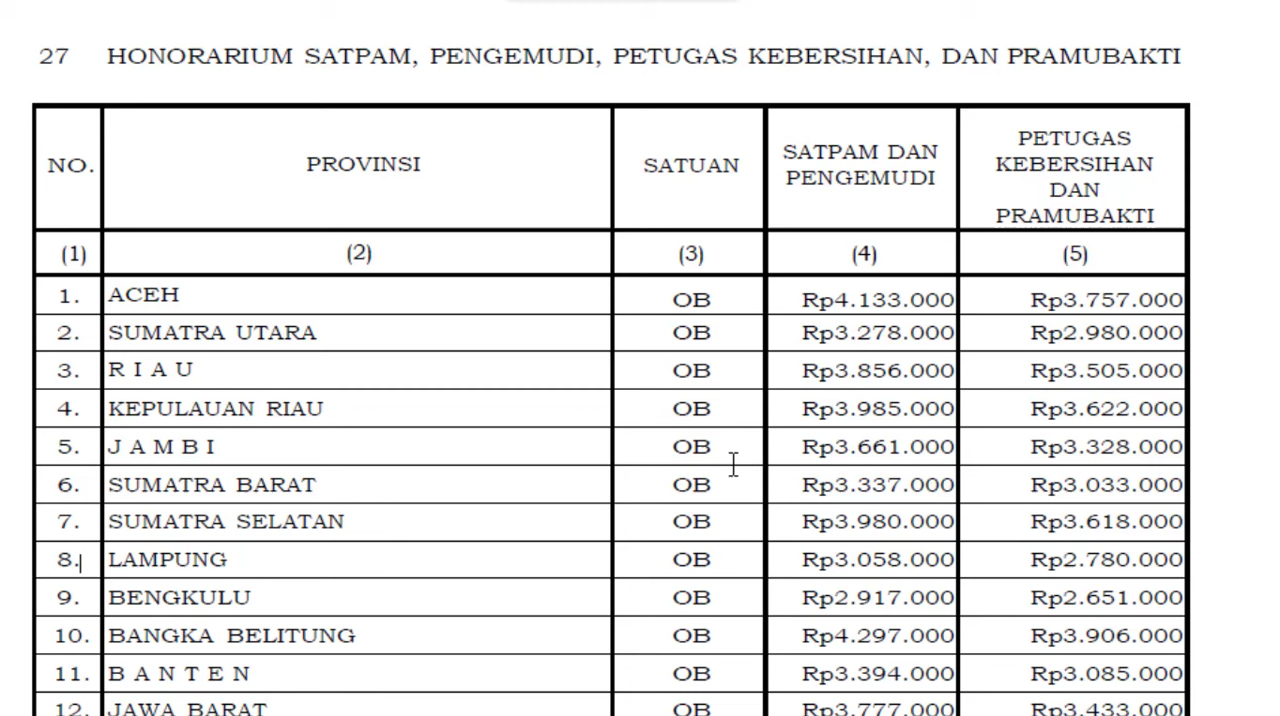 27 HONORARIUM SATPAM, PENGEMUDI, PETUGAS KEBERSIHAN, DAN PRAMUBAKTI
NO. PROVINSI SATUAN SATPAM DAN PENGEMUDI PETUGAS KEBERSIHAN DAN PRAMUBAKTI
(1) (2) (3) (4) (5)
1. ACEH OB Rp4.133.000 Rp3.757.000
2. SUMATRA UTARA OB Rp3.278.000 Rp2.980.000
3. R I A U OB Rp3.856.000 Rp3.505.000
4. KEPULAUAN RIAU OB Rp3.985.000 Rp3.622.000
5. J A M B I OB Rp3.661.000 Rp3.328.000
6. SUMATRA BARAT OB Rp3.337.000 Rp3.033.000
7. SUMATRA SELATAN OB Rp3.980.000 Rp3.618.000
8. LAMPUNG OB Rp3.058.000 Rp2.780.000
9. BENGKULU OB Rp2.917.000 Rp2.651.000
10. BANGKA BELITUNG OB Rp4.297.000 Rp3.906.000
11. B A N T E N OB Rp3.394.000 Rp3.085.000
12. JAWA BARAT OB Rp3.777.000 Rp3.433.000